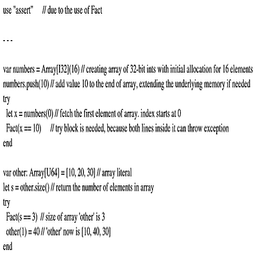 use "assert" // due to the use of Fact
- - -
var numbers = Array[I32](16) // creating array of 32-bit ints with initial allocation for 16 elements
numbers.push(10) // add value 10 to the end of array, extending the underlying memory if needed
try
let x = numbers(0) // fetch the first element of array. index starts at 0
Fact(x == 10) // try block is needed, because both lines inside it can throw exception
end
var other: Array[U64] = [10, 20, 30] // array literal
let s = other.size() // return the number of elements in array
try
Fact(s == 3) // size of array 'other' is 3
other(1) = 40 // 'other' now is [10, 40, 30]
end